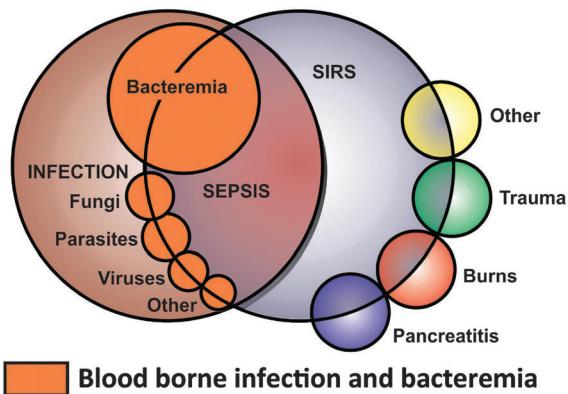 Bacteremia
SIRS
Other
INFECTION
SEPSIS
Trauma
Fungi
Parasites
Viruses
Burns
Other
Pancreatitis
Blood borne infection and bacteremia